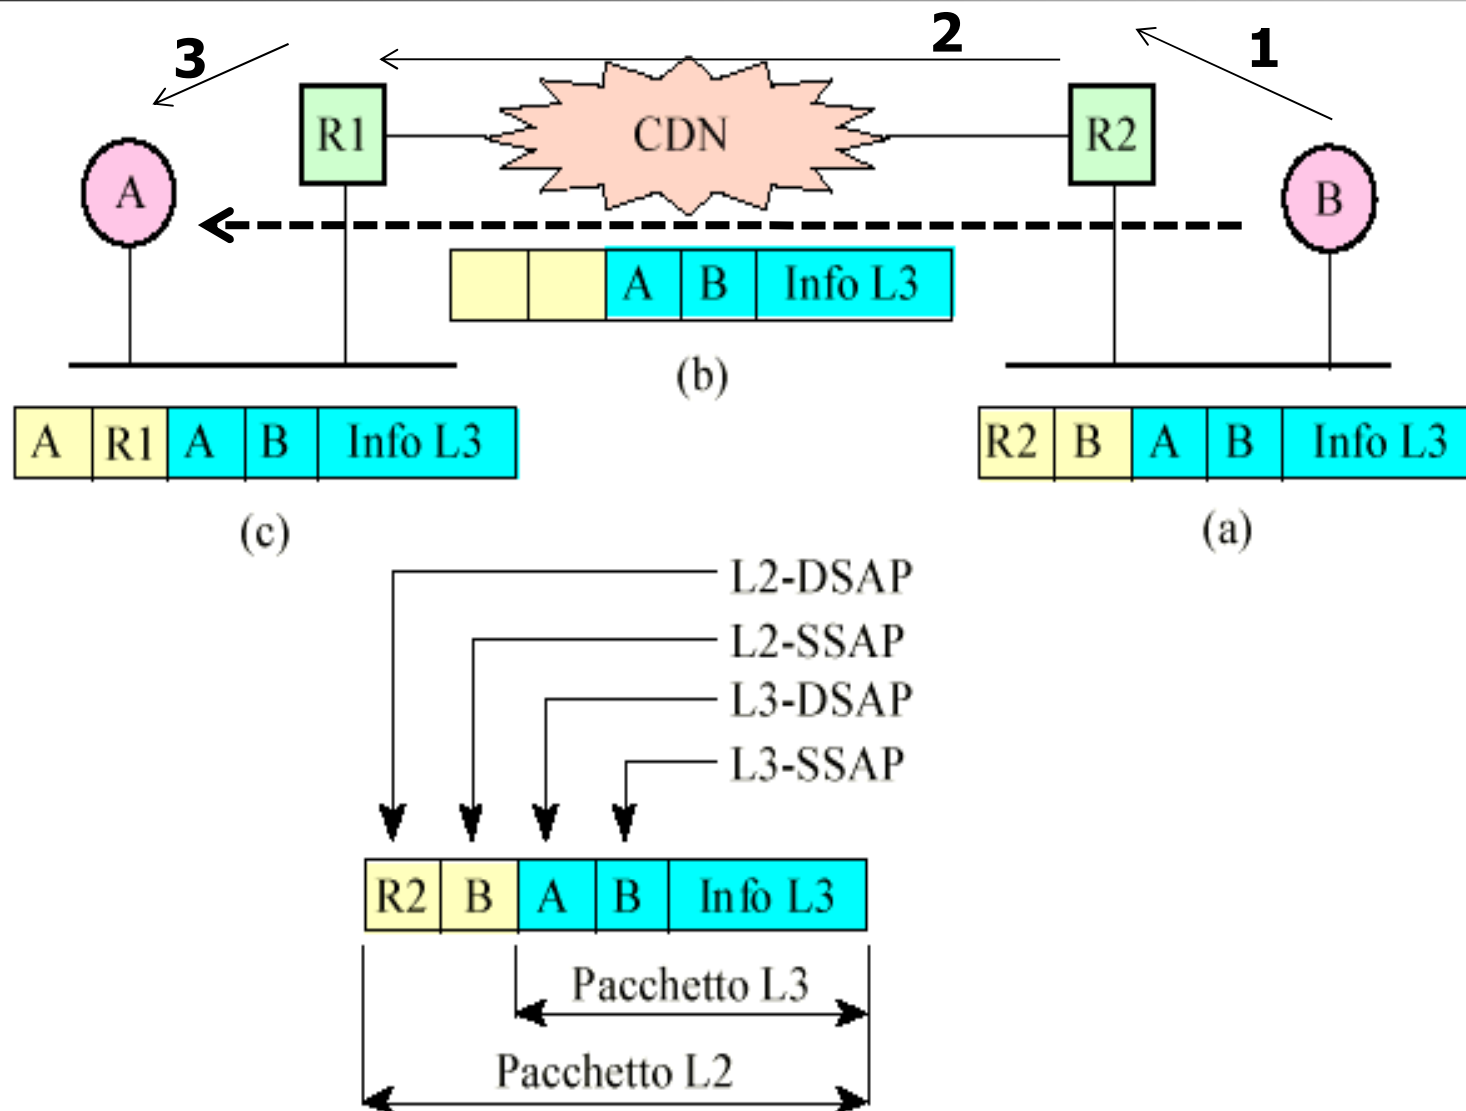 3 2 1
R1 CDN R2
A B
A B Info L3
(b)
A R1 A B Info L3
R2 B A B Info L3
(c) (a)
L2-DSAP
L2-SSAP
L3-DSAP
L3-SSAP
R2 B A B Info L3
Pacchetto L3
Pacchetto L2